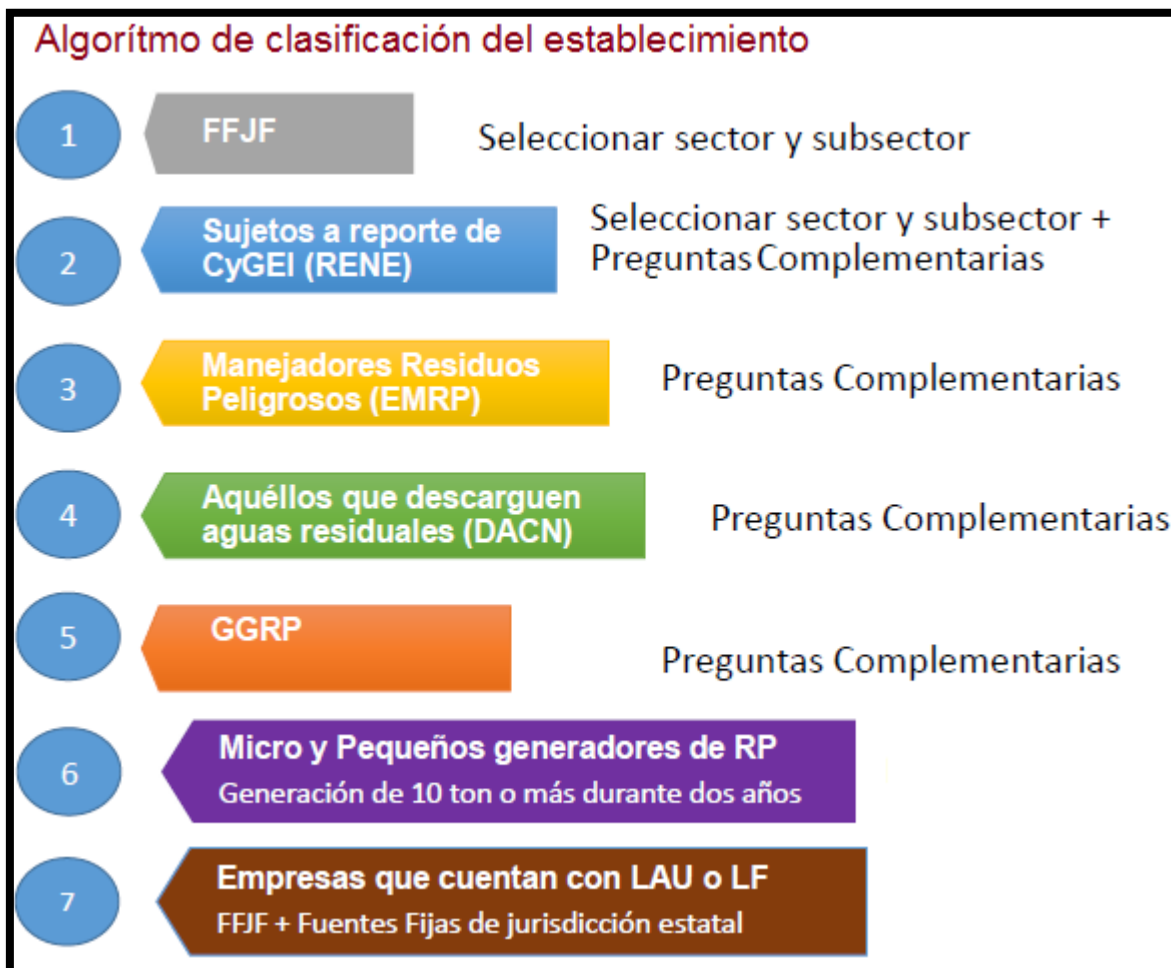 Algorítmo de clasificación del establecimiento
1
FFJF
Seleccionar sector y subsector
2
Sujetos a reporte de
CyGEI (RENE)
Seleccionar sector y subsector +
Preguntas Complementarias
3
Manejadores Residuos
Peligrosos (EMRP)
Preguntas Complementarias
4
Aquéllos que descarguen
aguas residuales (DACN)
Preguntas Complementarias
5
GGRP
Preguntas Complementarias
6
Micro y Pequeños generadores de RP
Generación de 10 ton o más durante dos años
7
Empresas que cuentan con LAU o LF
FFJF + Fuentes Fijas de jurisdicción estatal